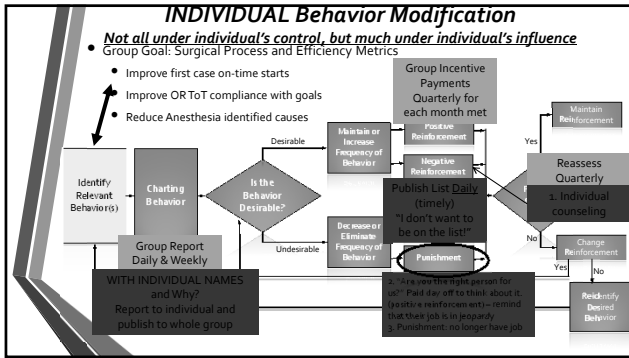 INDIVIDUAL Behavior Modification
Not all under individual's control, but much under individual's influence
• Group Goal: Surgical Process and Efficiency Metrics
• Improve first case on-time starts
• Improve OR ToT compliance with goals
• Reduce Anesthesia identified causes
Group Incentive
Payments
Quarterly for
each month met
Maintain
Reinforcement
Desirable
Maintain or
Increase
Frequency of
Behavior
Positive
Reinforcement
Negative
Reinforcement
Yes
Reassess
Quarterly
1. Individual
counseling
Identify
Relevant
Behavior(s)
Charting
Behavior
Is the
Behavior
Desirable?
Publish List Daily
(timely)
"I don't want to
be on the list!"
Undesirable
Decrease or
Eliminate
Frequency of
Behavior
Punishment
No
Change
Reinforcement
Yes
No
Group Report
Daily & Weekly
WITH INDIVIDUAL NAMES
and Why?
Report to individual and
publish to whole group
2. "Are you the right person for
us?" Paid day off to think about it.
(positive reinforcement) – remind
that their job is in jeopardy
3. Punishment: no longer have job
Reidentify
Desired
Behavior